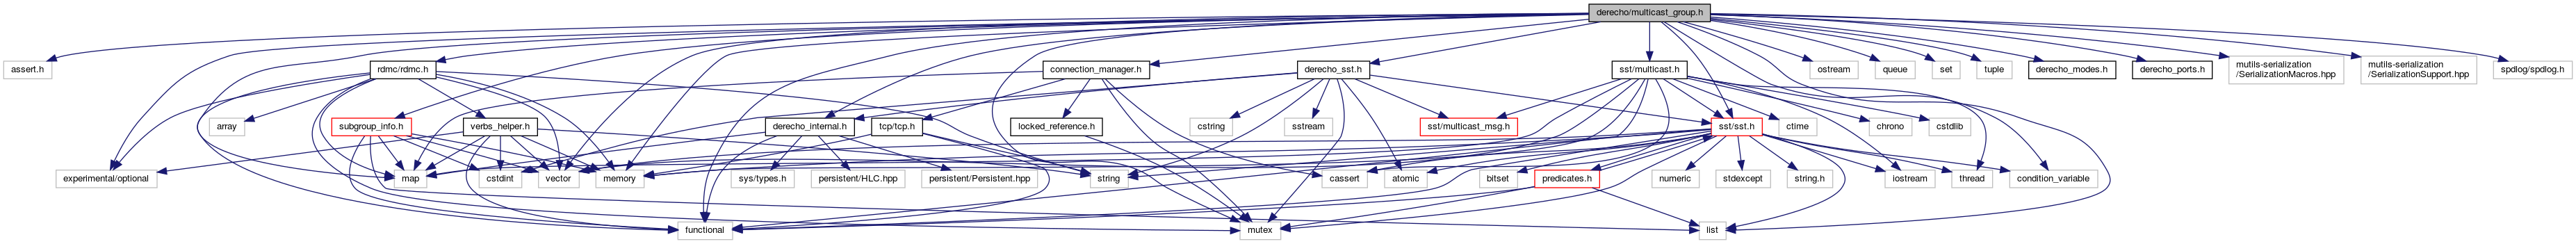 derecho/multicast_group.h
assert.h
rdmc/rdmc.h
connection_manager.h
derecho_sst.h
sst/multicast.h
ostream
queue
set
tuple
derecho_modes.h
derecho_ports.h
mutils-serialization
/SerializationMacros.hpp
mutils-serialization
/SerializationSupport.hpp
spdlog/spdlog.h
array
subgroup_info.h
verbs_helper.h
derecho_internal.h
tcp/tcp.h
locked_reference.h
cstring
sstream
sst/multicast_msg.h
sst/sst.h
ctime
chrono
cstdlib
experimental/optional
map
cstdint
vector
memory
sys/types.h
persistent/HLC.hpp
persistent/Persistent.hpp
string
cassert
atomic
bitset
predicates.h
numeric
stdexcept
string.h
iostream
thread
condition_variable
functional
mutex
list